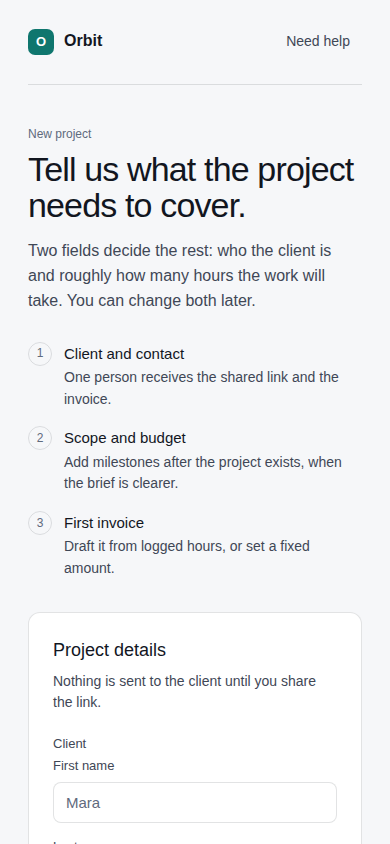 O Orbit
Need help
New project
Tell us what the project
needs to cover.
Two fields decide the rest: who the client is
and roughly how many hours the work will
take. You can change both later.
1 Client and contact
One person receives the shared link and the
invoice.
2 Scope and budget
Add milestones after the project exists, when
the brief is clearer.
3 First invoice
Draft it from logged hours, or set a fixed
amount.
Project details
Nothing is sent to the client until you share
the link.
Client
First name
Mara